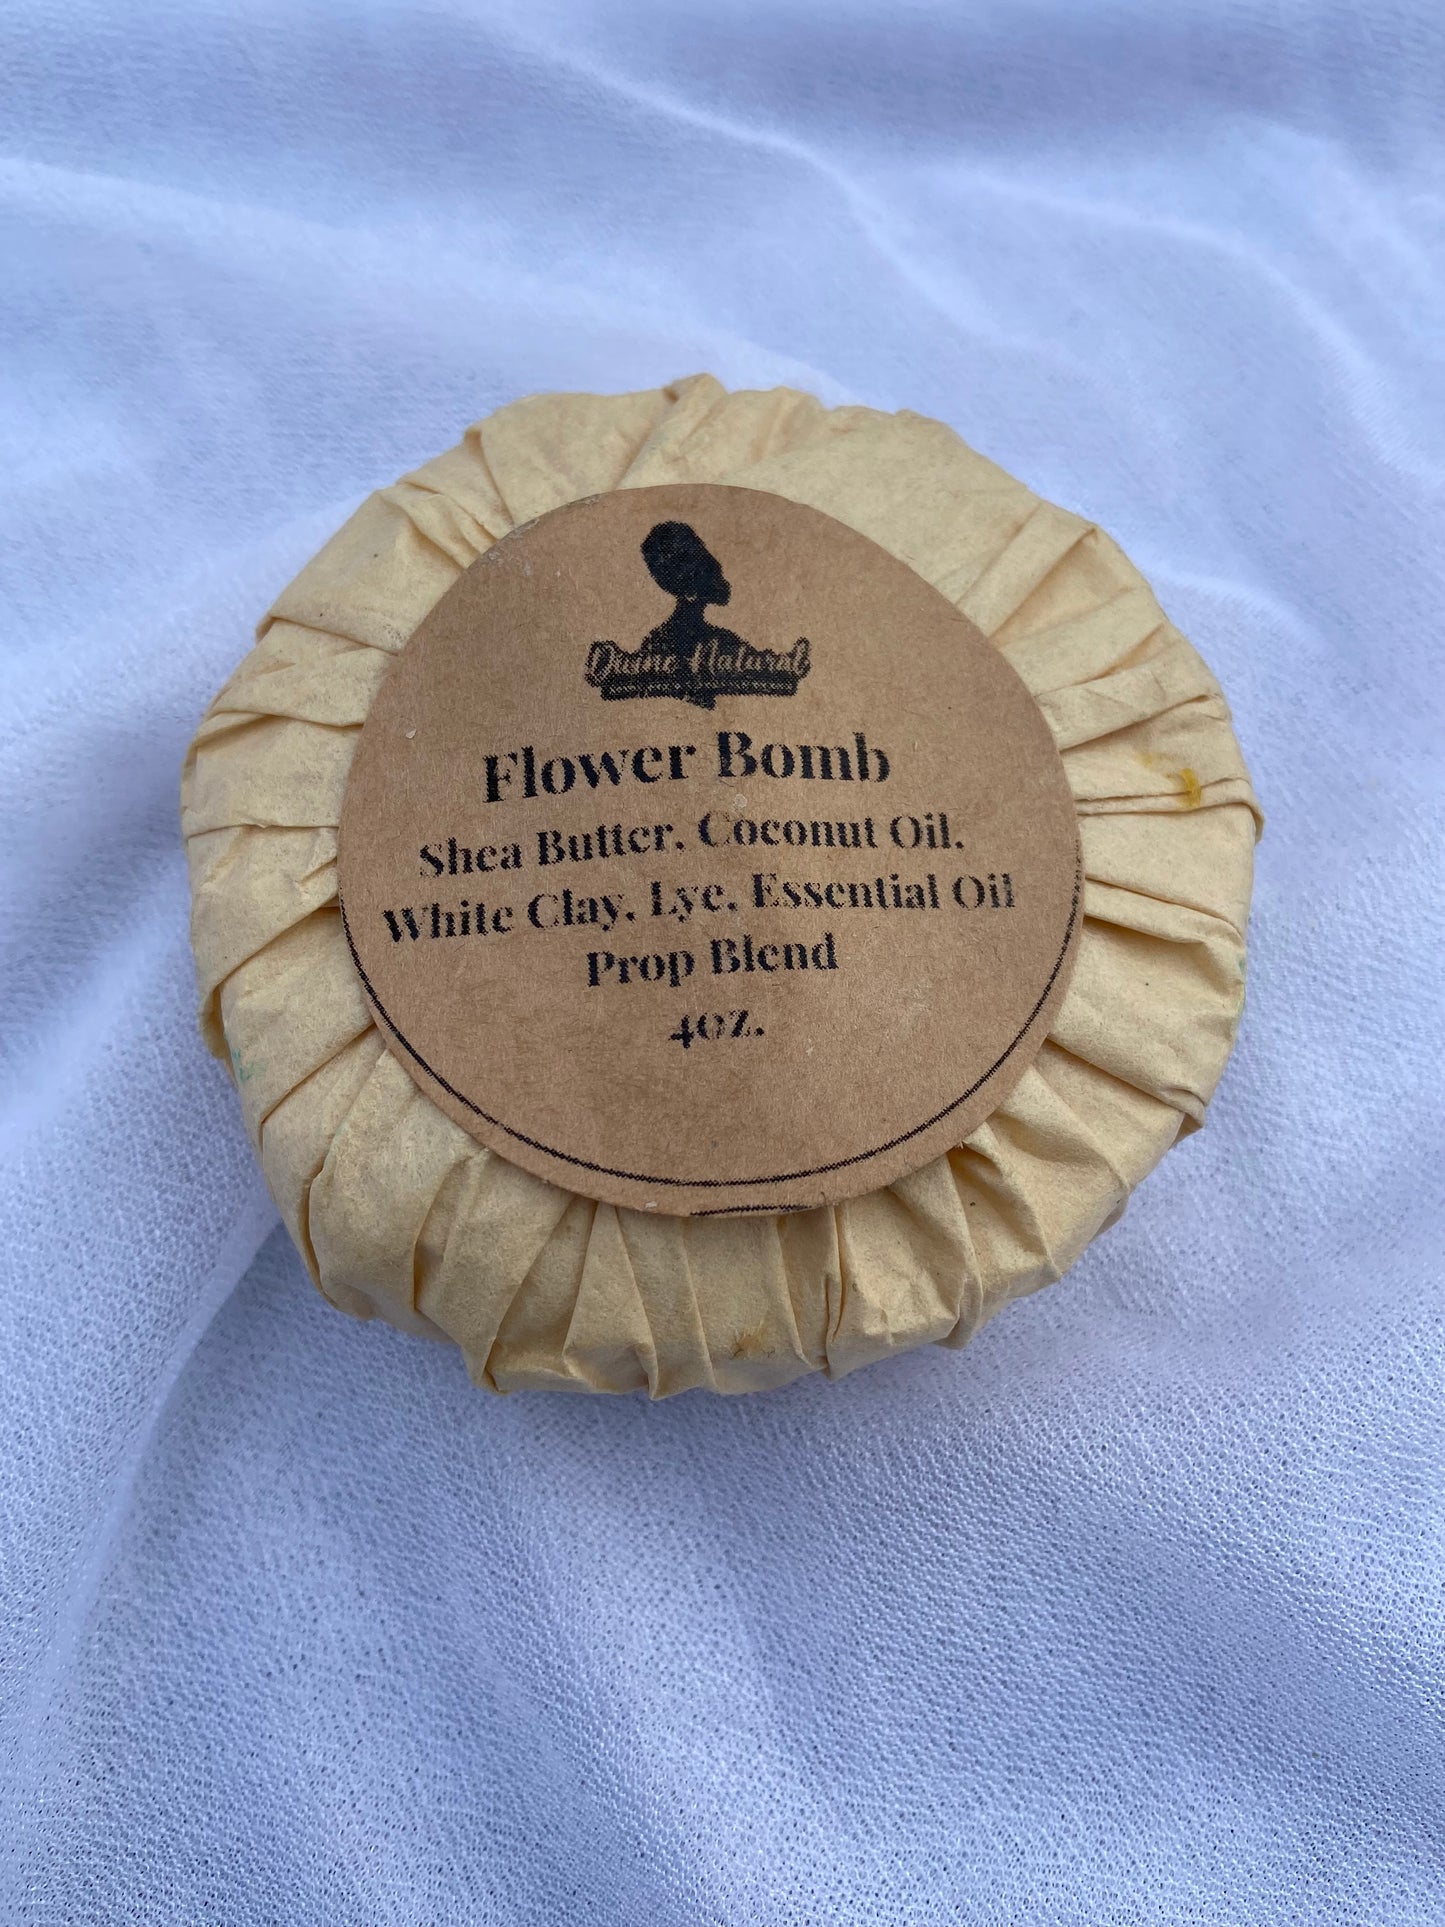 Divine Natural
Flower Bomb
Shea Butter, Coconut Oil,
White Clay, Lye, Essential Oil
Prop Blend
4oz.